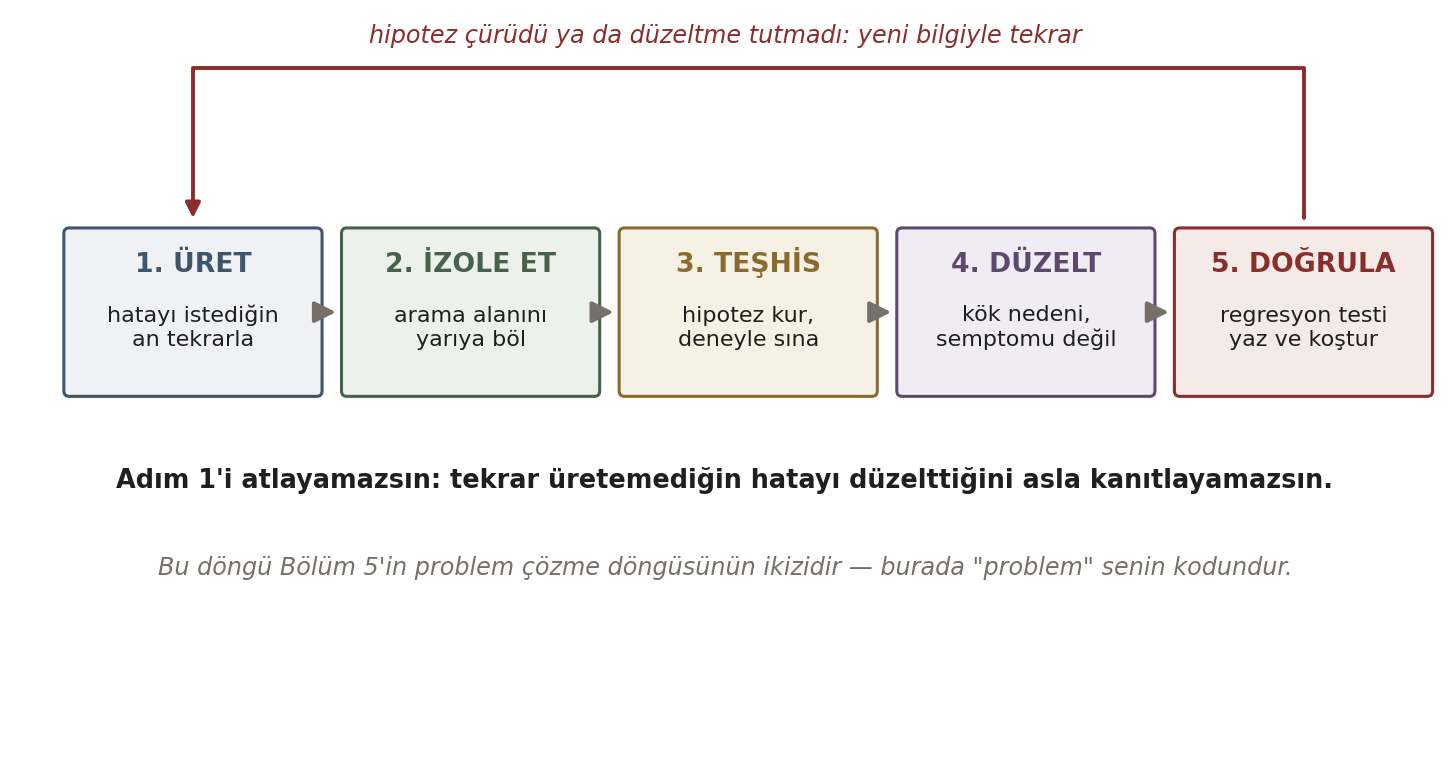 hipotez çürüdü ya da düzeltme tutmadı: yeni bilgiyle tekrar
1. ÜRET
hatayı istediğin
an tekrarla
2. İZOLE ET
arama alanını
yarıya böl
3. TEŞHİS
hipotez kur,
deneyle sına
4. DÜZELT
kök nedeni,
semptomu değil
5. DOĞRULA
regresyon testi
yaz ve koştur
Adım 1'i atlayamazsın: tekrar üretemediğin hatayı düzelttiğini asla kanıtlayamazsın.
Bu döngü Bölüm 5'in problem çözme döngüsünün ikizidir — burada "problem" senin kodundur.